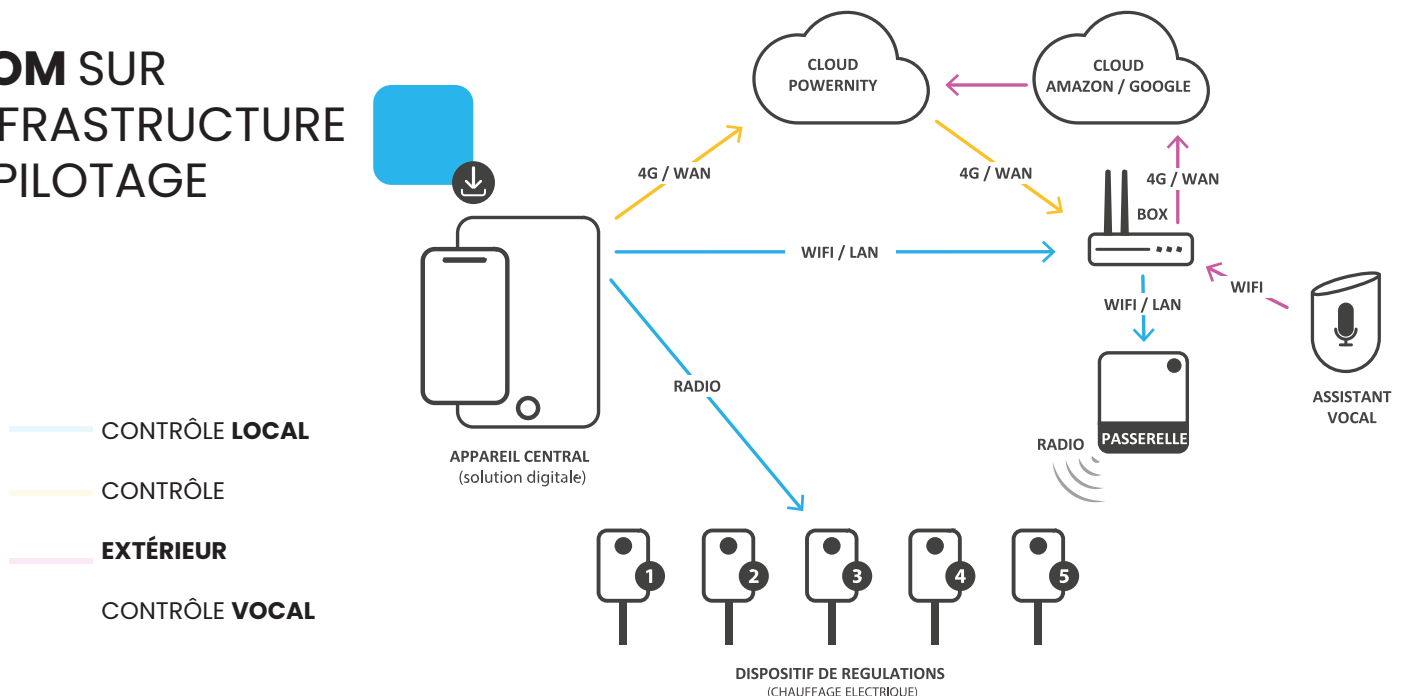 OM SUR
FRASTRUCTURE
PILOTAGE
CLOUD
POWERNITY
CLOUD
AMAZON / GOOGLE
4G / WAN
4G / WAN
4G / WAN
BOX
WIFI / LAN
WIFI
WIFI / LAN
RADIO
ASSISTANT
VOCAL
PASSERELLE
RADIO
APPAREIL CENTRAL
(solution digitale)
CONTRÔLE LOCAL
CONTRÔLE
EXTÉRIEUR
CONTRÔLE VOCAL
1
2
3
4
5
DISPOSITIF DE REGULATIONS
(CHAUFFAGE ELECTRIQUE)